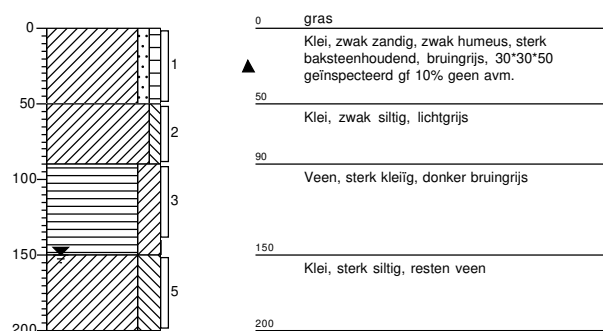 0
50
100
150
200
1
2
3
5
0 gras
Klei, zwak zandig, zwak humeus, sterk
baksteenhoudend, bruingrijs, 30*30*50
geïnspecteerd gf 10% geen avm.
50
Klei, zwak siltig, lichtgrijs
90
Veen, sterk kleiïg, donker bruingrijs
150
Klei, sterk siltig, resten veen
200